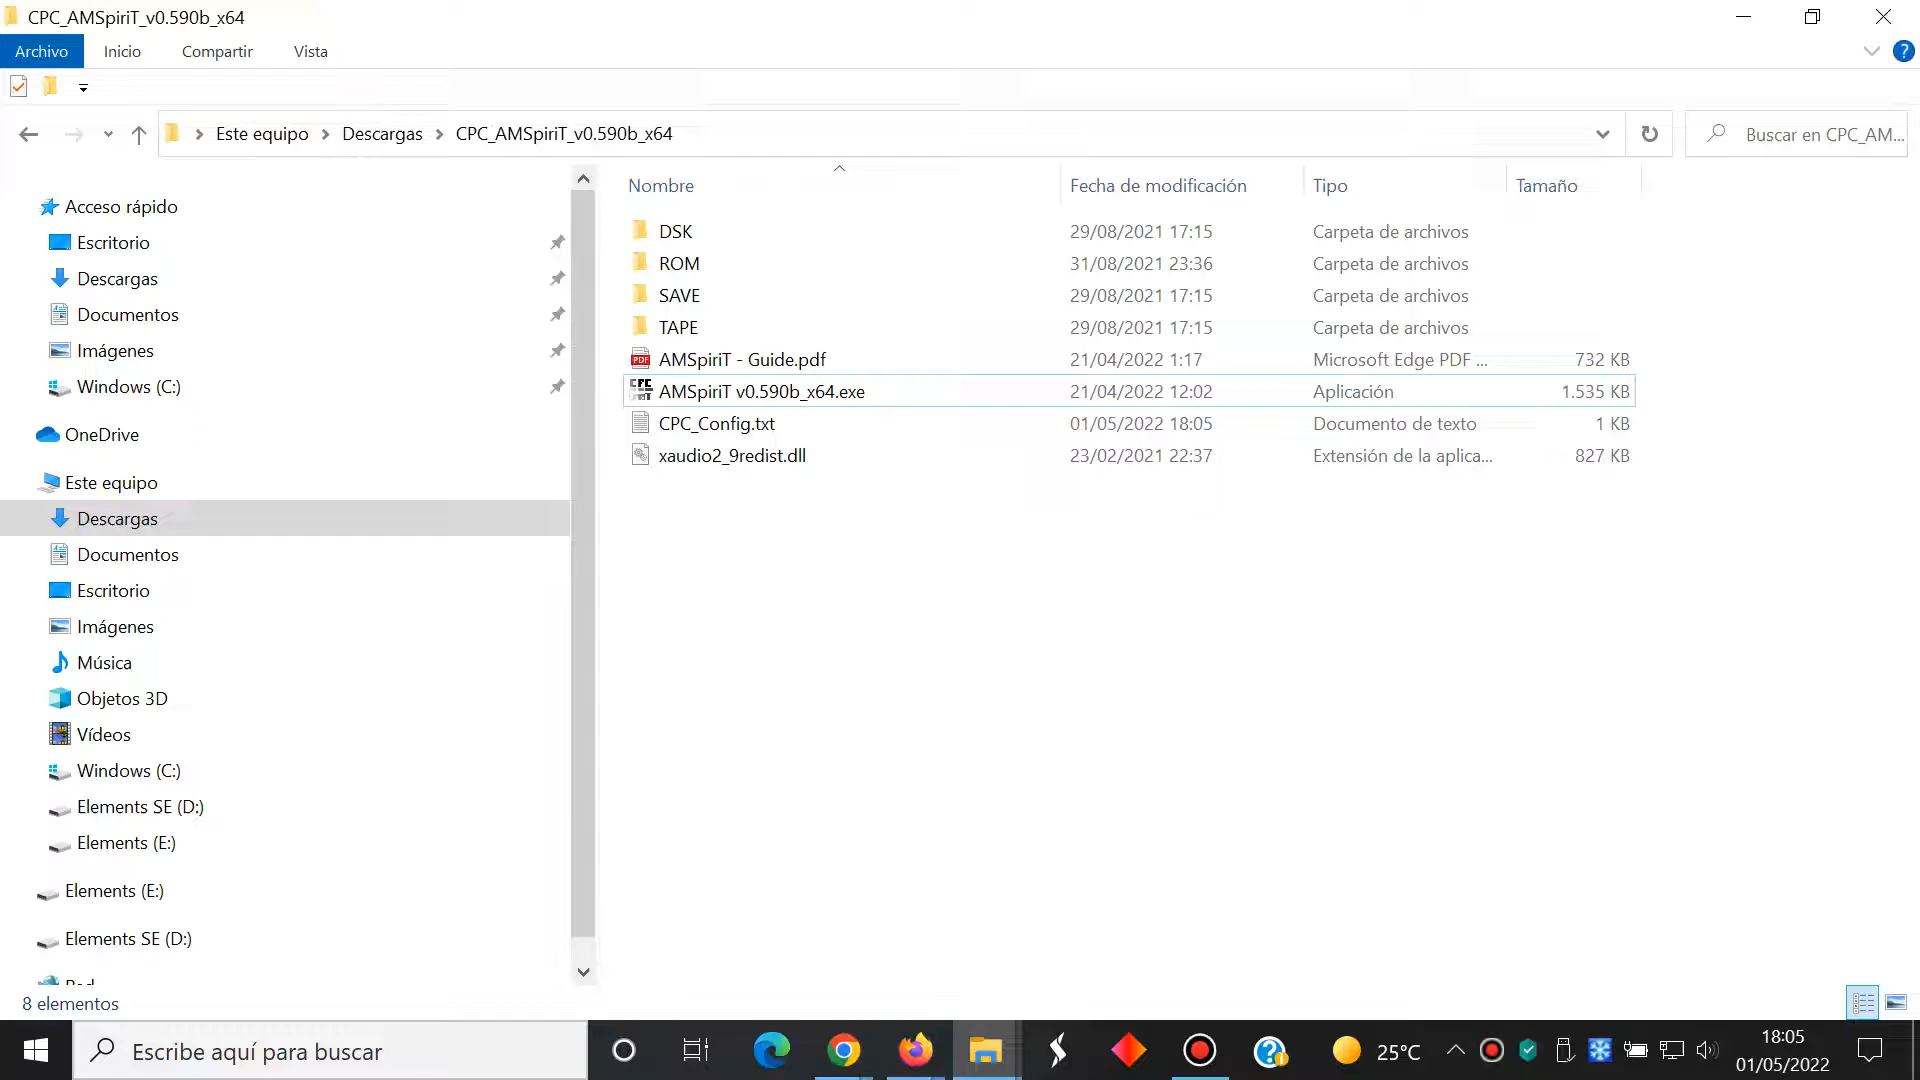 CPC_AMSpiriT_v0.590b_x64
Archivo Inicio Compartir Vista
Este equipo Descargas CPC_AMSpiriT_v0.590b_x64 Buscar en CPC_AM...
Nombre Fecha de modificación Tipo Tamaño
DSK 29/08/2021 17:15 Carpeta de archivos
ROM 31/08/2021 23:36 Carpeta de archivos
SAVE 29/08/2021 17:15 Carpeta de archivos
TAPE 29/08/2021 17:15 Carpeta de archivos
AMSpiriT - Guide.pdf 21/04/2022 1:17 Microsoft Edge PDF ... 732 KB
AMSpiriT v0.590b_x64.exe 21/04/2022 12:02 Aplicación 1.535 KB
CPC_Config.txt 01/05/2022 18:05 Documento de texto 1 KB
xaudio2_9redist.dll 23/02/2021 22:37 Extensión de la aplica... 827 KB
Acceso rápido
Escritorio
Descargas
Documentos
Imágenes
Windows (C:)
OneDrive
Este equipo
Descargas
Documentos
Escritorio
Imágenes
Música
Objetos 3D
Vídeos
Windows (C:)
Elements SE (D:)
Elements (E:)
Elements (E:)
Elements SE (D:)
8 elementos
Escribe aquí para buscar
25°C
18:05
01/05/2022